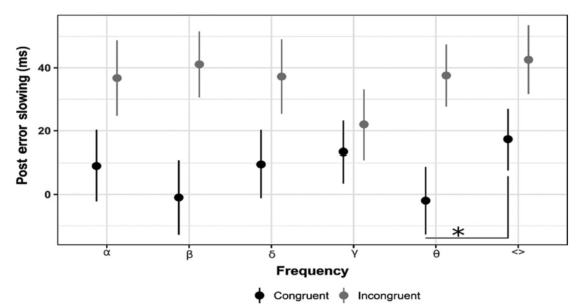 Post error slowing (ms)
40
20
0
*
α β δ γ θ <>
Frequency
Congruent Incongruent